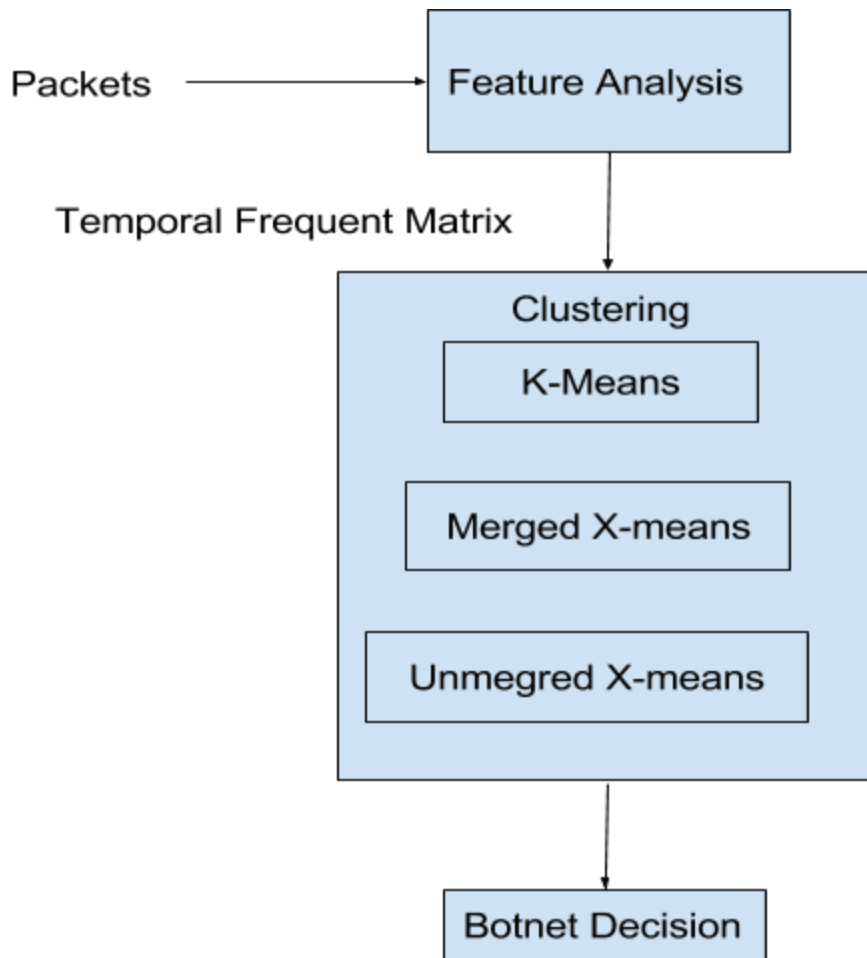 Packets
Feature Analysis
Temporal Frequent Matrix
Clustering
K-Means
Merged X-means
Unmegred X-means
Botnet Decision